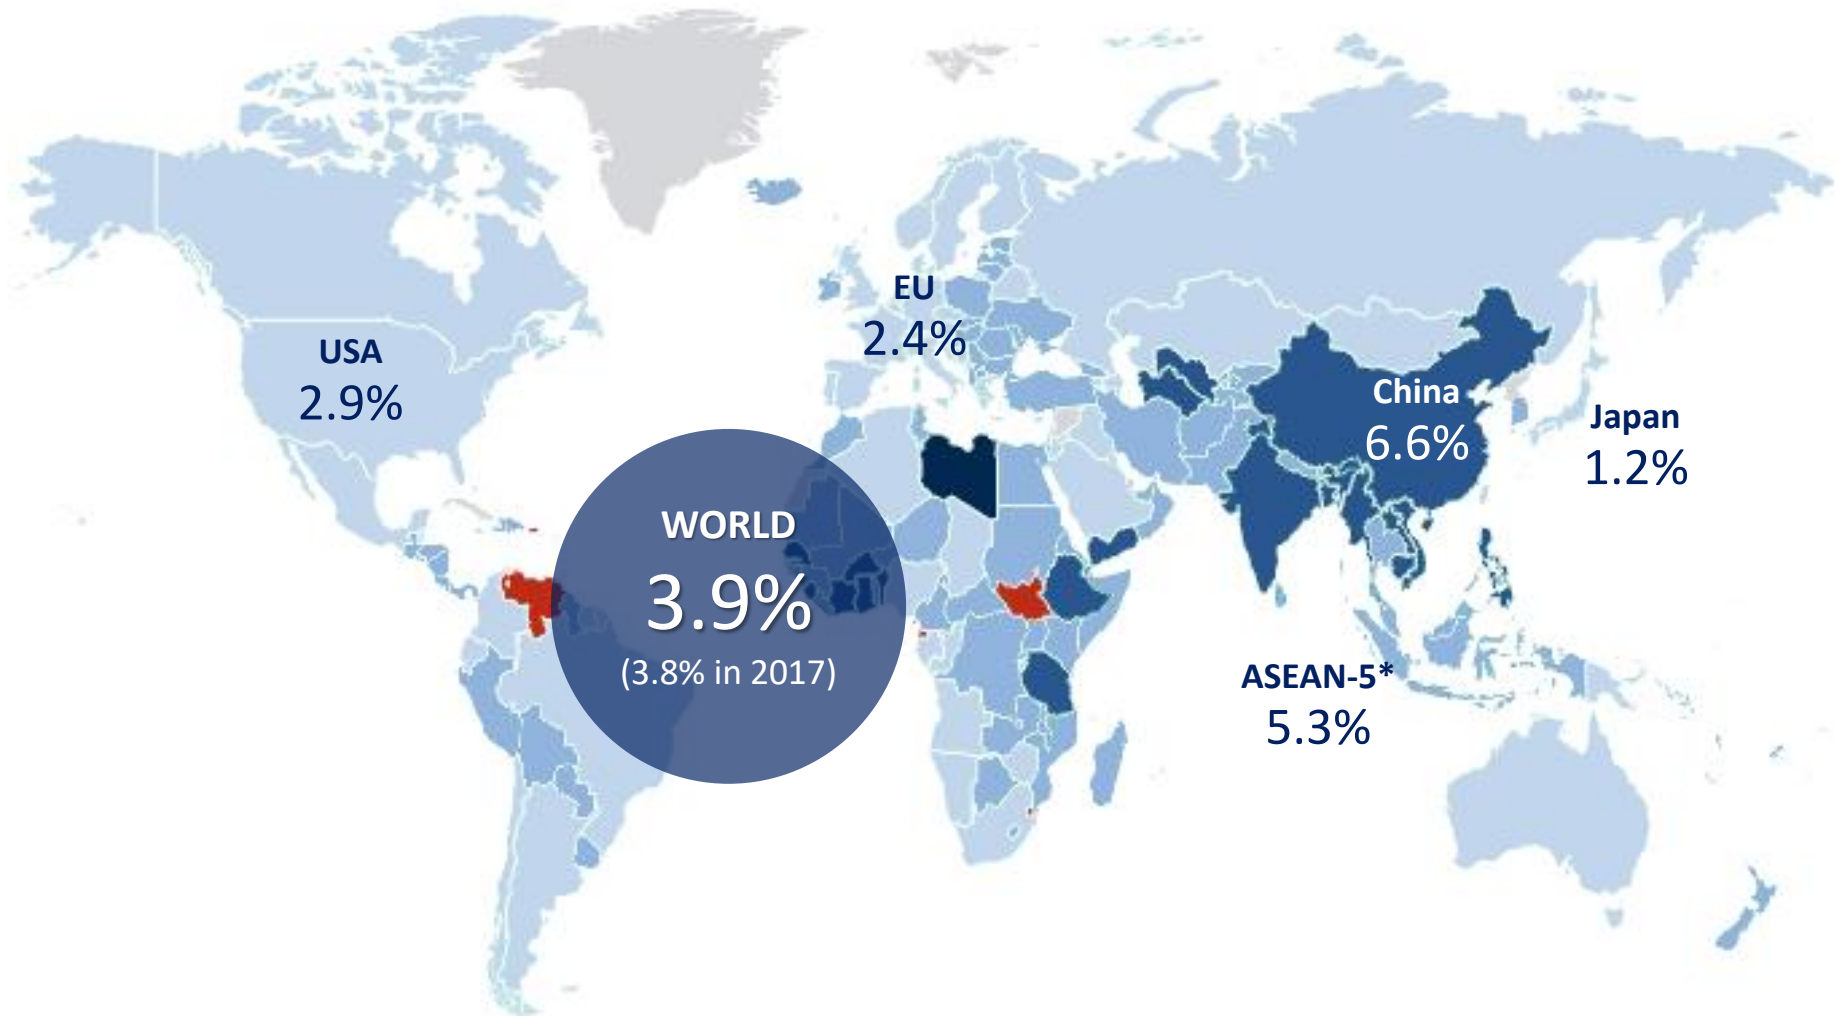 EU
2.4%
USA
2.9%
China
6.6%
Japan
1.2%
WORLD
3.9%
(3.8% in 2017)
ASEAN-5*
5.3%